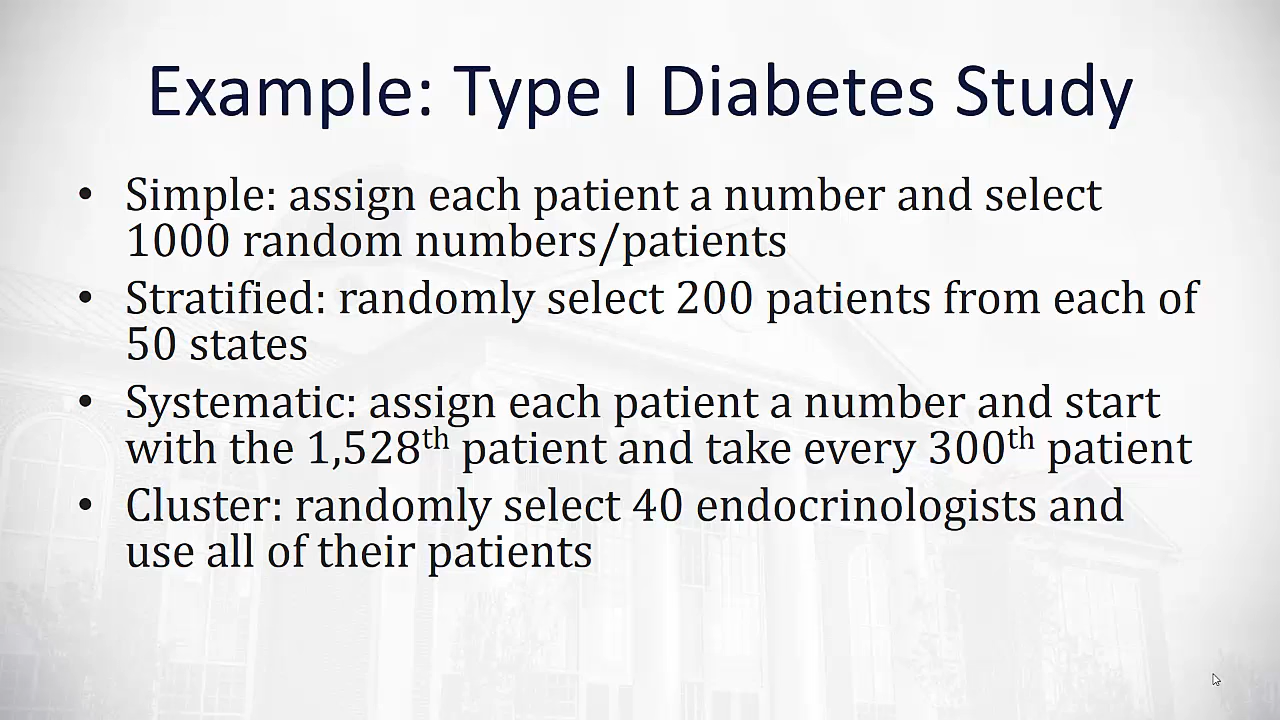 Example: Type I Diabetes Study
• Simple: assign each patient a number and select
1000 random numbers/patients
• Stratified: randomly select 200 patients from each of
50 states
• Systematic: assign each patient a number and start
with the 1,528th patient and take every 300th patient
• Cluster: randomly select 40 endocrinologists and
use all of their patients